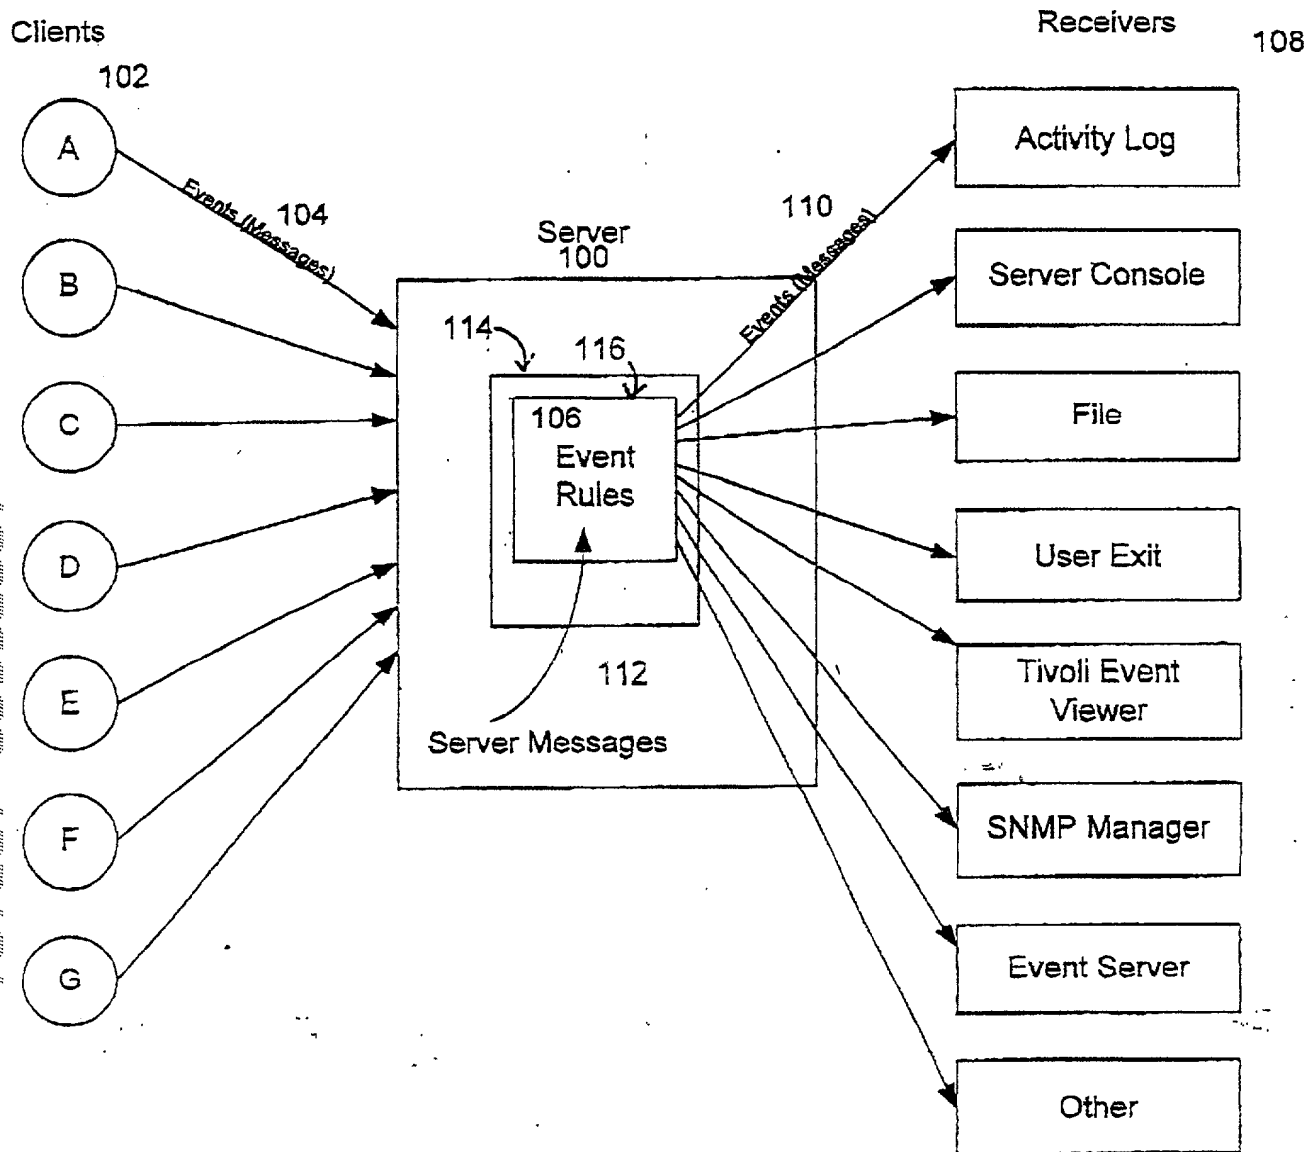 Clients
102
A
B
C
D
E
F
G
Events (Messages)
104
Server
100
114
116
106
Event
Rules
112
Server Messages
110
Events (Messages)
Receivers
108
Activity Log
Server Console
File
User Exit
Tivoli Event
Viewer
SNMP Manager
Event Server
Other